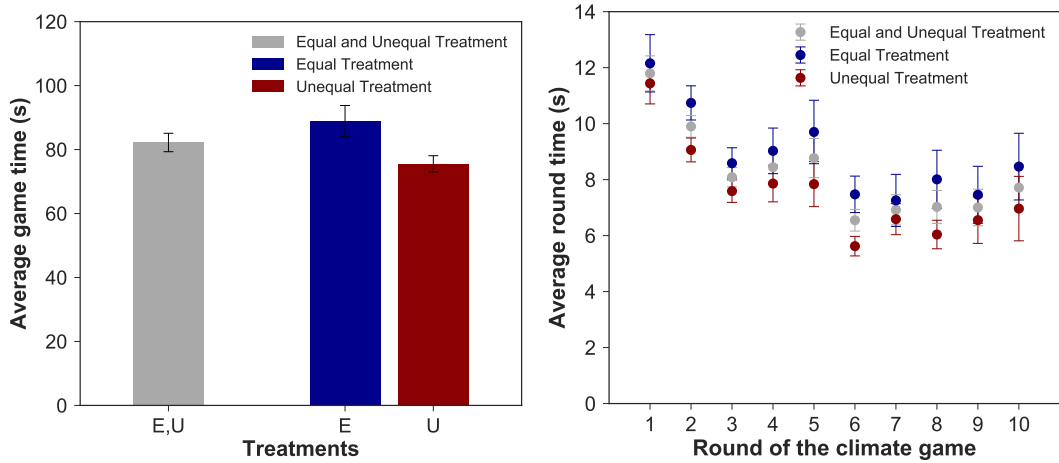 120
100
80
60
40
20
0
Average game time (s)
Equal and Unequal Treatment
Equal Treatment
Unequal Treatment
E,U
E
U
Treatments
14
12
10
8
6
4
2
0
Average round time (s)
Equal and Unequal Treatment
Equal Treatment
Unequal Treatment
1 2 3 4 5 6 7 8 9 10
Round of the climate game